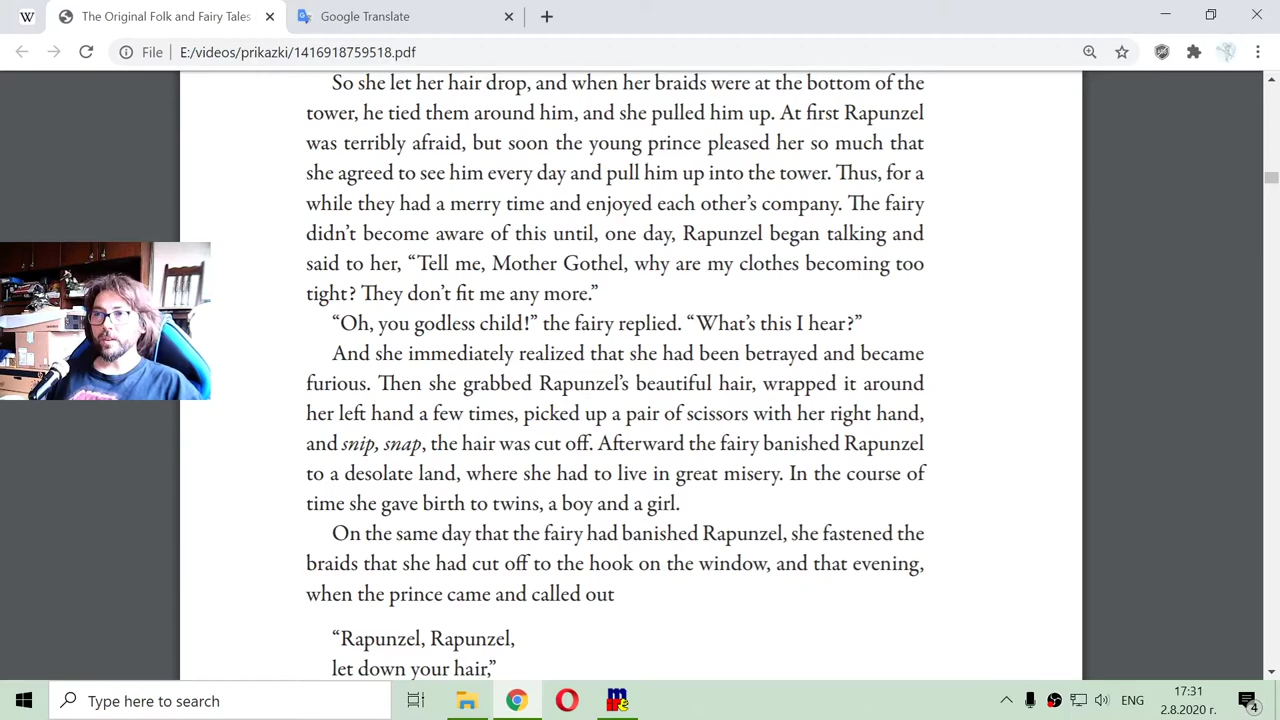 The Original Folk and Fairy Tales
Google Translate
File E:/videos/prikazki/1416918759518.pdf
So she let her hair drop, and when her braids were at the bottom of the
tower, he tied them around him, and she pulled him up. At first Rapunzel
was terribly afraid, but soon the young prince pleased her so much that
she agreed to see him every day and pull him up into the tower. Thus, for a
while they had a merry time and enjoyed each other’s company. The fairy
didn’t become aware of this until, one day, Rapunzel began talking and
said to her, “Tell me, Mother Gothel, why are my clothes becoming too
tight? They don’t fit me any more.”
“Oh, you godless child!” the fairy replied. “What’s this I hear?”
And she immediately realized that she had been betrayed and became
furious. Then she grabbed Rapunzel’s beautiful hair, wrapped it around
her left hand a few times, picked up a pair of scissors with her right hand,
and snip, snap, the hair was cut off. Afterward the fairy banished Rapunzel
to a desolate land, where she had to live in great misery. In the course of
time she gave birth to twins, a boy and a girl.
On the same day that the fairy had banished Rapunzel, she fastened the
braids that she had cut off to the hook on the window, and that evening,
when the prince came and called out
“Rapunzel, Rapunzel,
let down your hair,”
Type here to search
ЕНГ
17:31
2.8.2020 г.
4